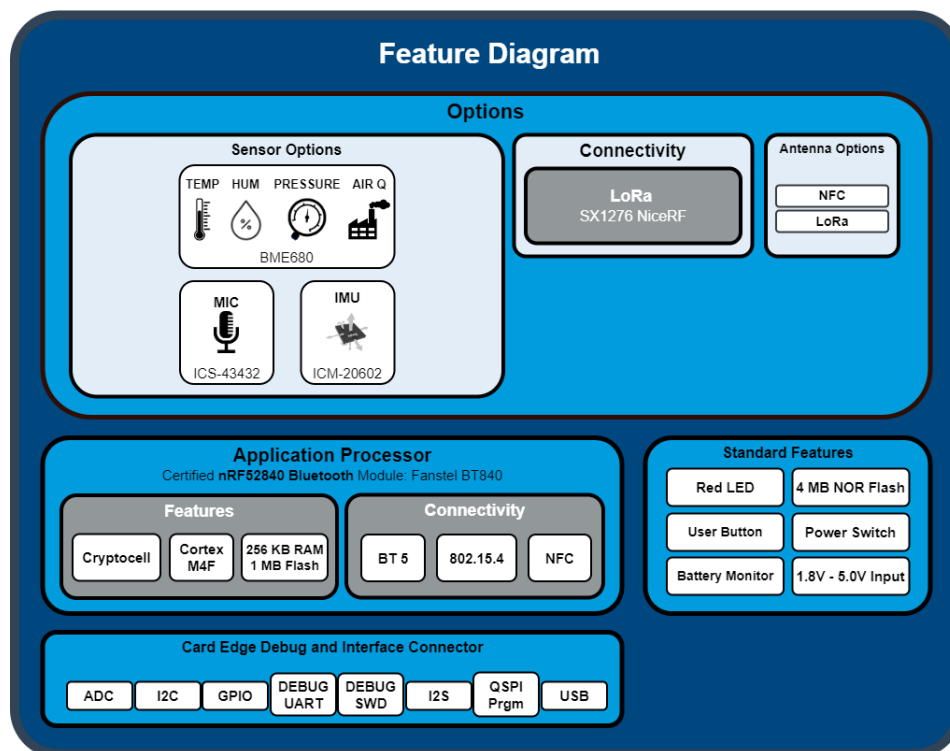 Feature Diagram
Options
Sensor Options
TEMP HUM PRESSURE AIR Q
%
BME680
MIC
ICS-43432
IMU
ICM-20602
Connectivity
LoRa
SX1276 NiceRF
Antenna Options
NFC
LoRa
Application Processor
Certified nRF52840 Bluetooth Module: Fanstel BT840
Features
Cryptocell
Cortex
M4F
256 KB RAM
1 MB Flash
Connectivity
BT 5
802.15.4
NFC
Standard Features
Red LED
4 MB NOR Flash
User Button
Power Switch
Battery Monitor
1.8V - 5.0V Input
Card Edge Debug and Interface Connector
ADC
I2C
GPIO
DEBUG
UART
DEBUG
SWD
I2S
QSPI
Prgm
USB